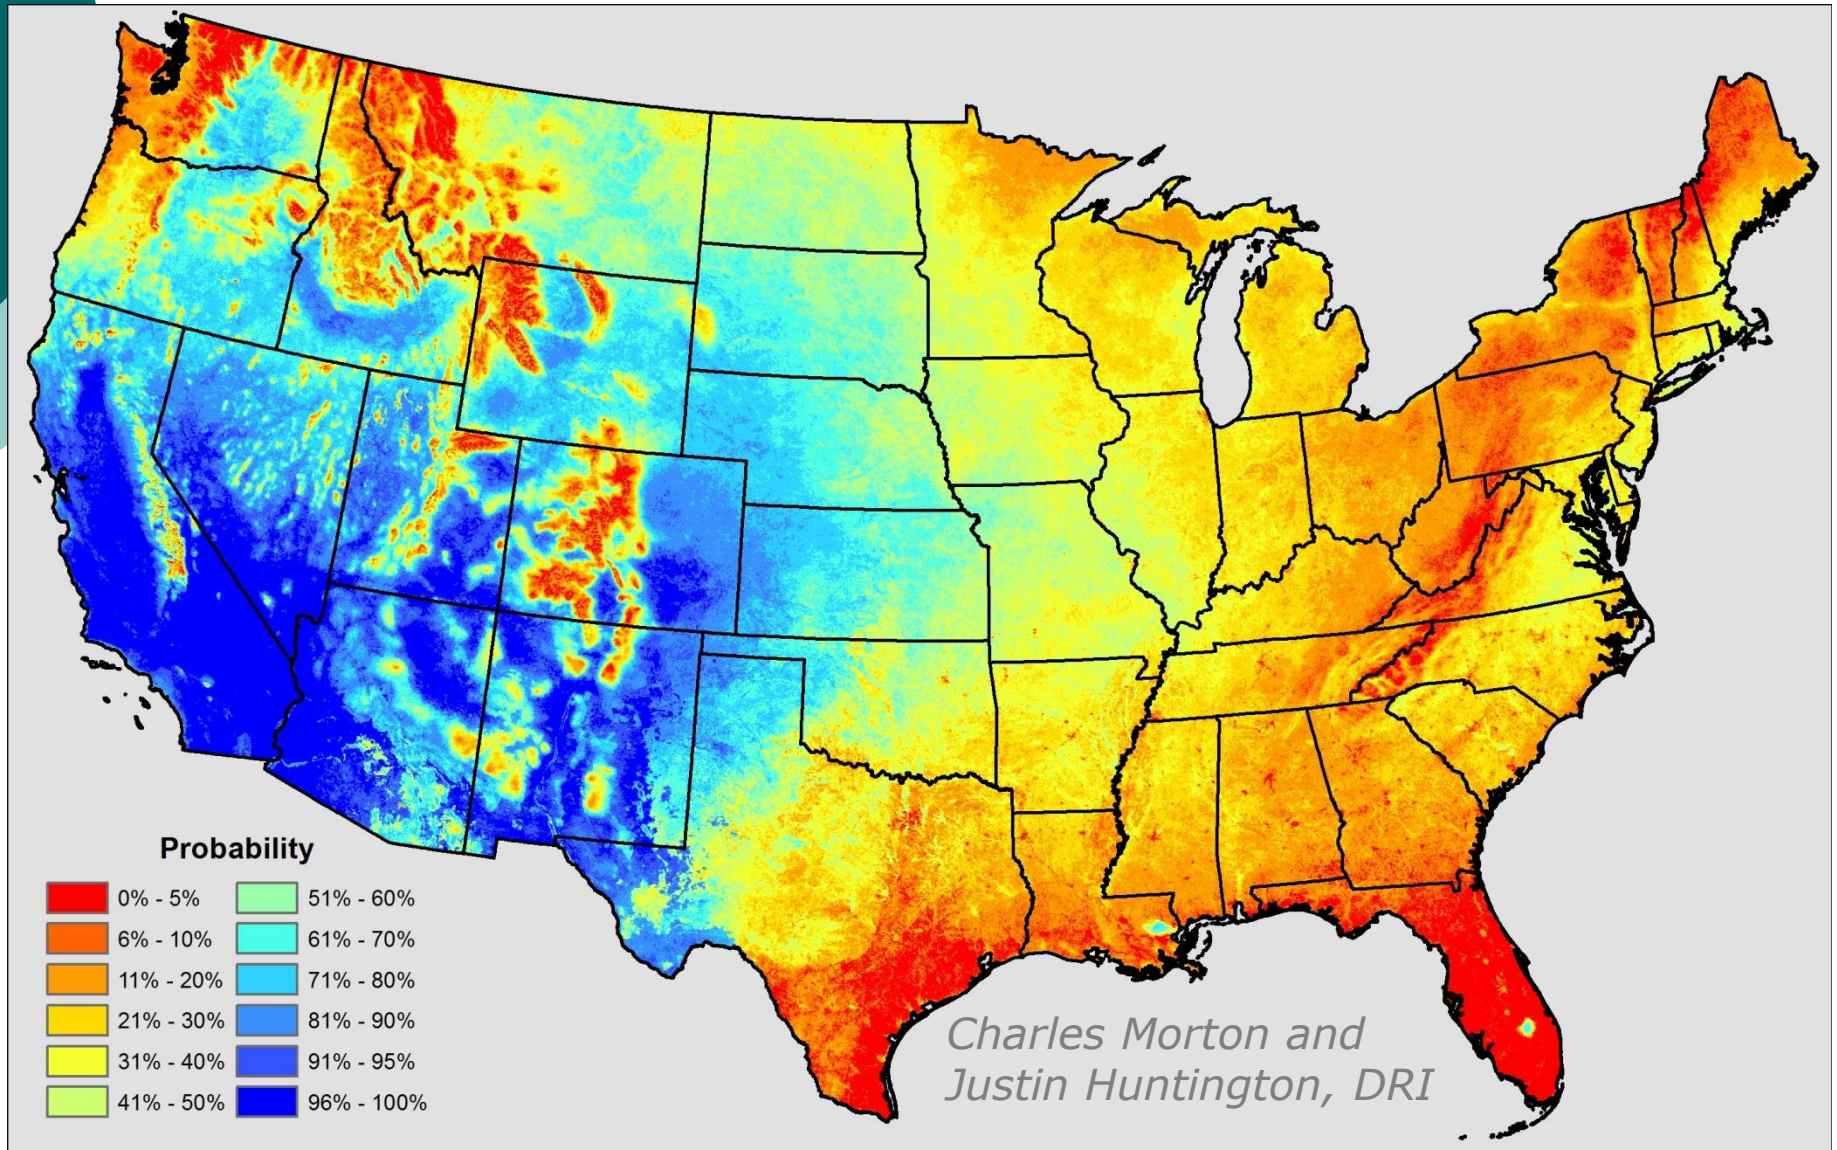 Probability
0% - 5%
6% - 10%
11% - 20%
21% - 30%
31% - 40%
41% - 50%
51% - 60%
61% - 70%
71% - 80%
81% - 90%
91% - 95%
96% - 100%
Charles Morton and
Justin Huntington, DRI